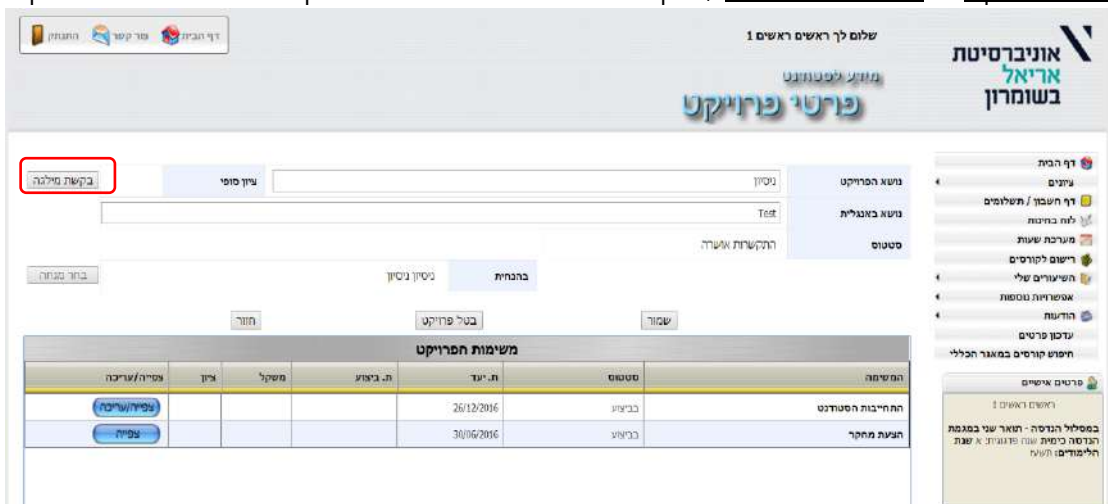 שלום לך ראשים ראשים 1
דף הבית צור קשר התנתק
אוניברסיטת
אריאל
בשומרון
מידע לסטודנט
פרטי פרויקט
נושא הפרויקט ניסיון ציון סופי בקשת מילגה
נושא באנגלית Test
סטטוס התקשרות אושרה
בהנחית ניסיון ניסיון בחר מנחה
שמור בטל פרויקט חזור
משימות הפרויקט
המשימה סטטוס ת. יעד ת. ביצוע משקל ציון צפייה/עריכה
התחייבות הסטודנט בביצוע 26/12/2016 צפייה/עריכה
הצעת מחקר בביצוע 30/06/2016 צפייה
דף הבית
ציונים
דף חשבון / תשלומים
לוח בחינות
מערכת שעות
רישום לקורסים
השיעורים שלי
אפשרויות נוספות
הודעות
עדכון פרטים
חיפוש קורסים במאגר הכללי
פרטים אישיים
ראשים ראשים 1
במסלול הנדסה - תואר שני במגמת
הנדסה כימית שנה פדגוגית: א שנת
הלימודים: